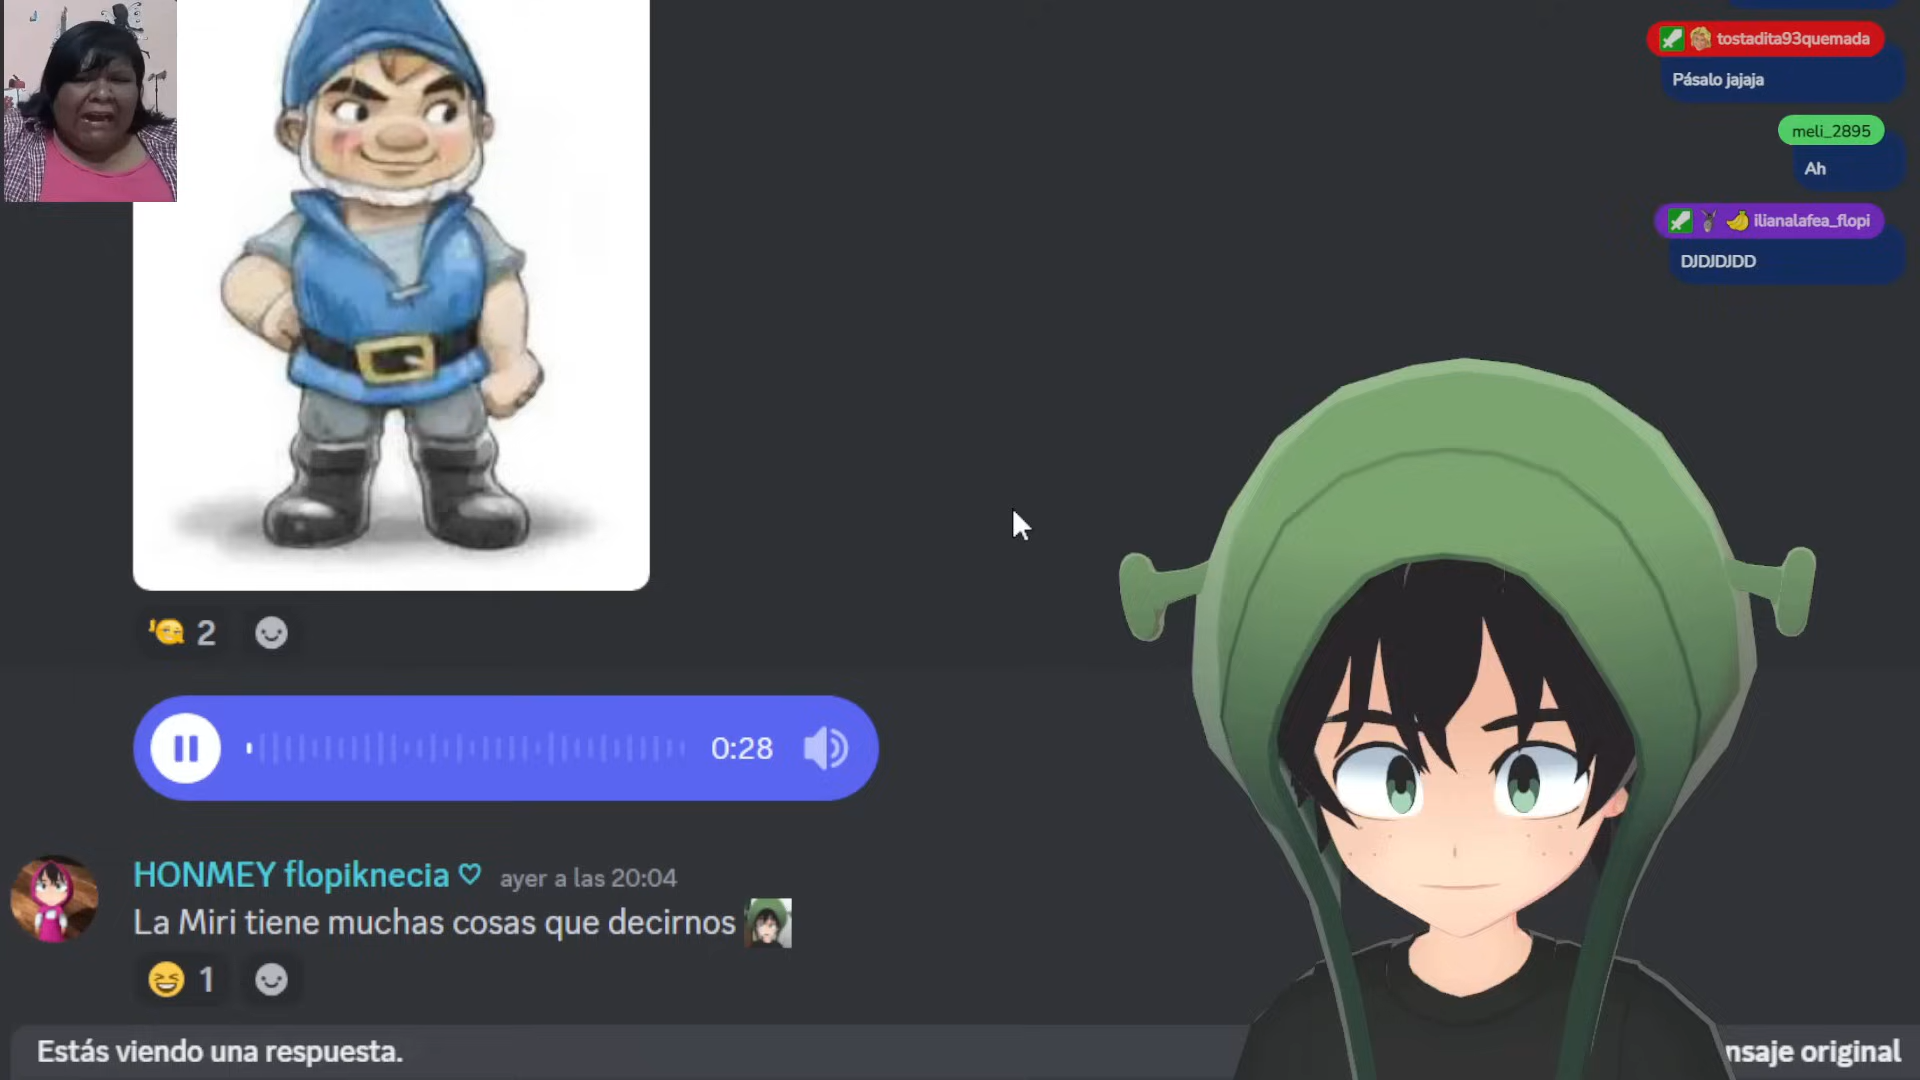 tostadita93quemada
Pásalo jajaja
meli_2895
Ah
ilianalafea_flopi
DJDJDJDD
2
0:28
HONMEY flopiknecia ♡ ayer a las 20:04
La Miri tiene muchas cosas que decirnos
1
Estás viendo una respuesta.
nsaje original